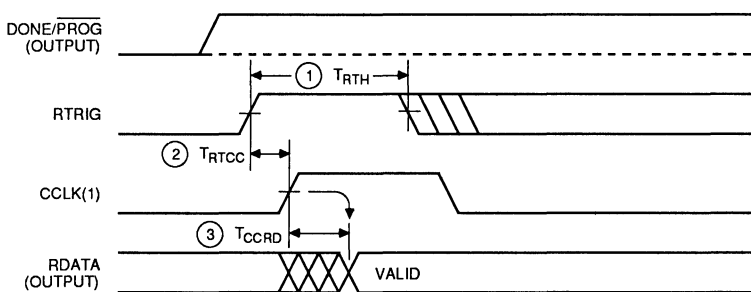 DONE/PROG
(OUTPUT)
1 TRTH
RTRIG
2 TRTCC
CCLK(1)
3 TCCRD
RDATA
(OUTPUT)
VALID